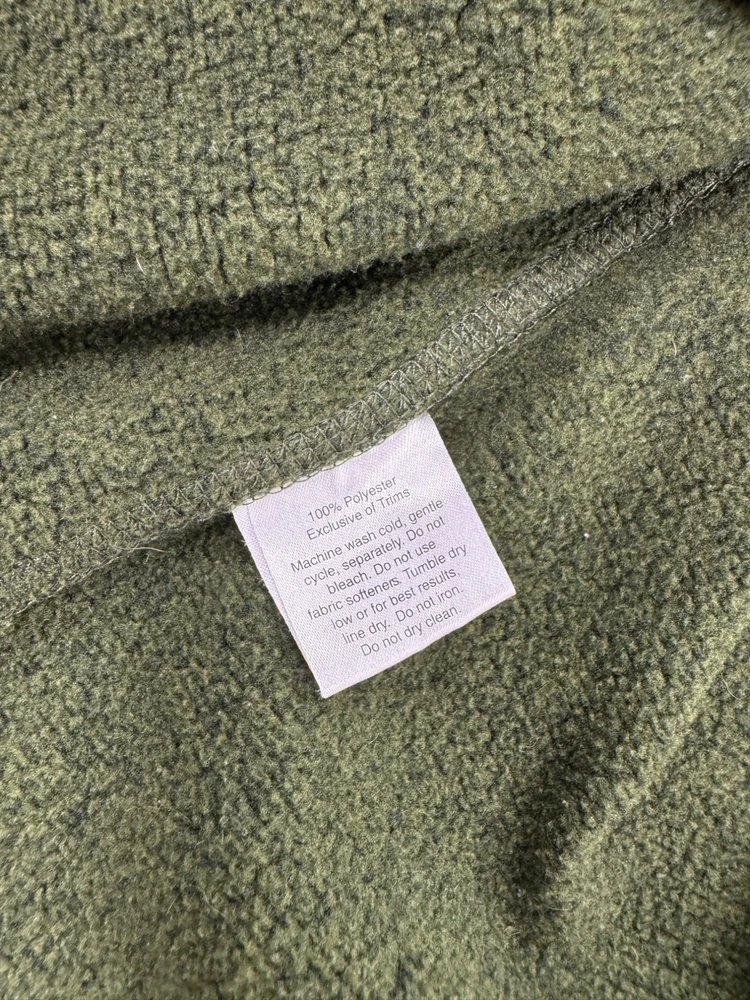 100% Polyester
Exclusive of Trims
Machine wash cold, gentle
cycle, separately. Do not
bleach. Do not use
fabric softeners. Tumble dry
low or for best results,
line dry. Do not iron.
Do not dry clean.